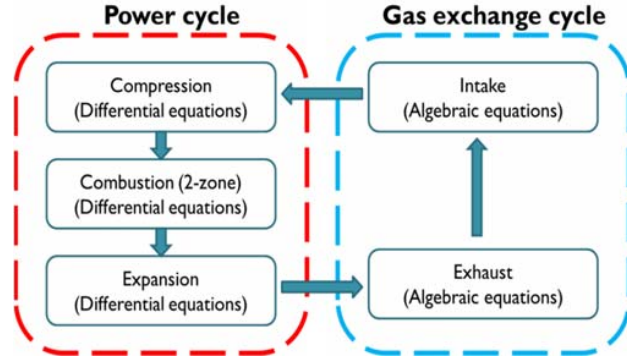 Power cycle
Compression
(Differential equations)
Combustion (2-zone)
(Differential equations)
Expansion
(Differential equations)
Gas exchange cycle
Intake
(Algebraic equations)
Exhaust
(Algebraic equations)